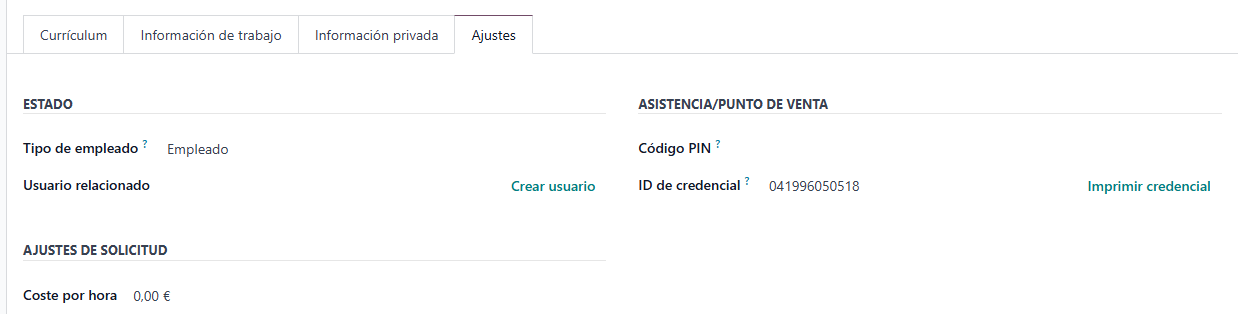 Currículum
Información de trabajo
Información privada
Ajustes
ESTADO
Tipo de empleado ? Empleado
Usuario relacionado Crear usuario
AJUSTES DE SOLICITUD
Coste por hora 0,00 €
ASISTENCIA/PUNTO DE VENTA
Código PIN ?
ID de credencial ? 041996050518 Imprimir credencial